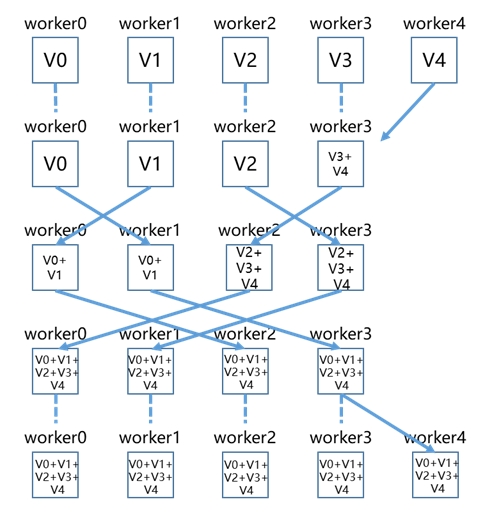 worker0 worker1 worker2 worker3 worker4
V0 V1 V2 V3 V4
worker0 worker1 worker2 worker3
V0 V1 V2 V3+
V4
worker0 worker1 worker2 worker3
V0+ V0+ V2+ V2+
V1 V1 V3+ V3+
V4 V4
worker0 worker1 worker2 worker3
V0+V1+ V0+V1+ V0+V1+ V0+V1+
V2+V3+ V2+V3+ V2+V3+ V2+V3+
V4 V4 V4 V4
worker0 worker1 worker2 worker3 worker4
V0+V1+ V0+V1+ V0+V1+ V0+V1+ V0+V1+
V2+V3+ V2+V3+ V2+V3+ V2+V3+ V2+V3+
V4 V4 V4 V4 V4